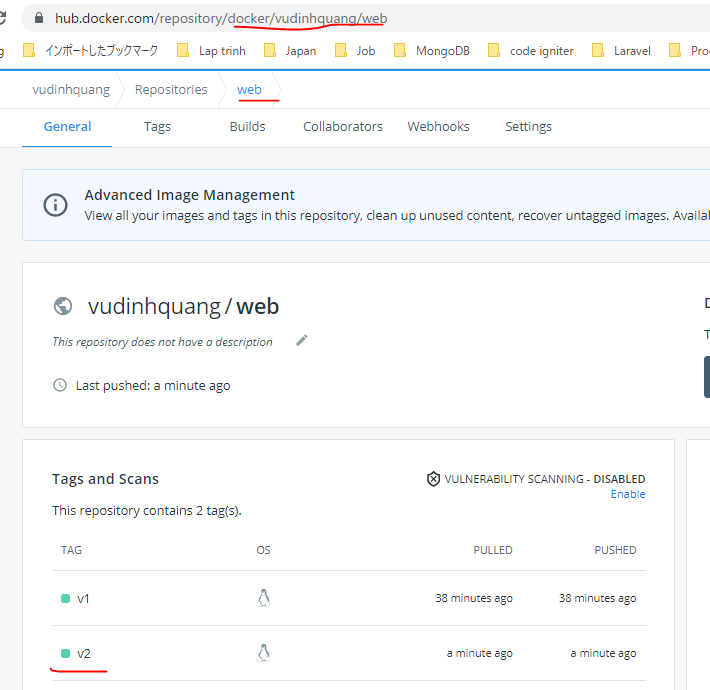 hub.docker.com/repository/docker/vudinhquang/web
インポートしたブックマーク Lap trinh Japan Job MongoDB code igniter Laravel
vudinhquang Repositories web
General Tags Builds Collaborators Webhooks Settings
Advanced Image Management
View all your images and tags in this repository, clean up unused content, recover untagged images.
vudinhquang / web
This repository does not have a description
Last pushed: a minute ago
Tags and Scans
VULNERABILITY SCANNING - DISABLED
Enable
This repository contains 2 tag(s).
TAG OS PULLED PUSHED
v1 38 minutes ago 38 minutes ago
v2 a minute ago a minute ago